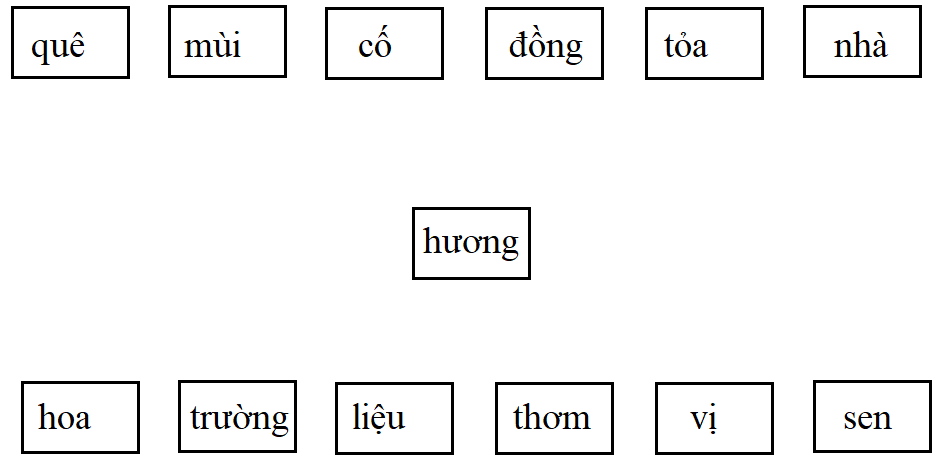 quê mùi cố đồng tỏa nhà
hương
hoa trường liệu thơm vị sen